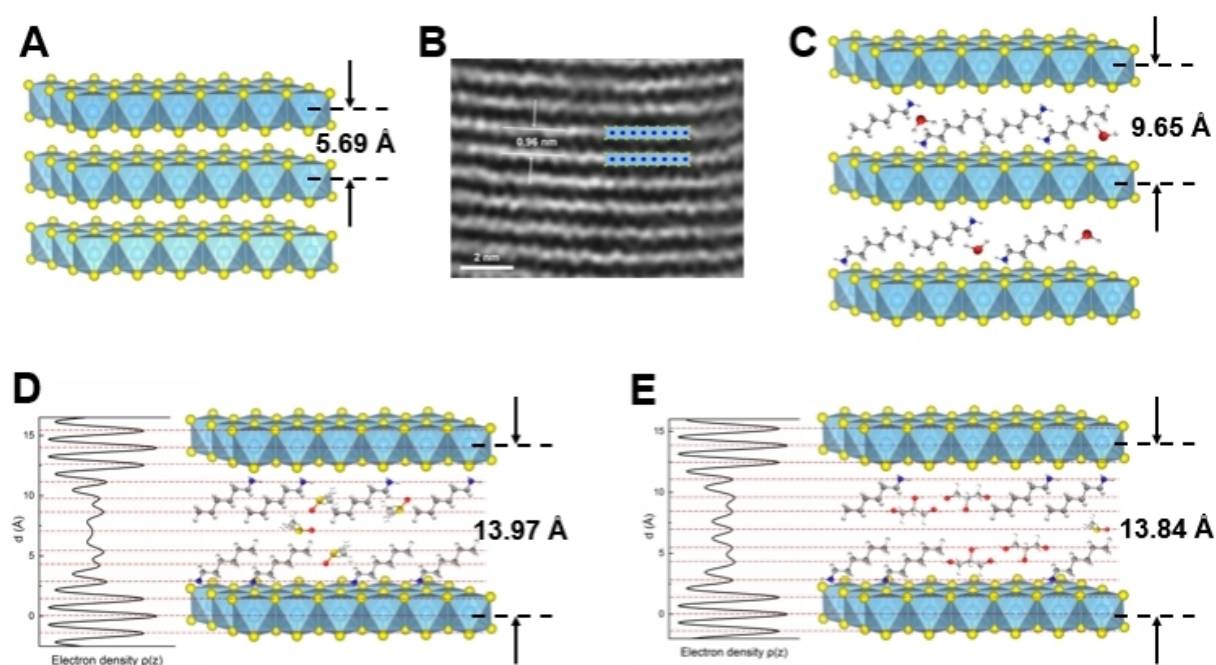 A
5.69 Å
B
0.96 nm
2 nm
C
9.65 Å
D
15
10
5
0
d (Å)
Electron density ρ(z)
13.97 Å
E
15
10
5
0
d (Å)
Electron density ρ(z)
13.84 Å